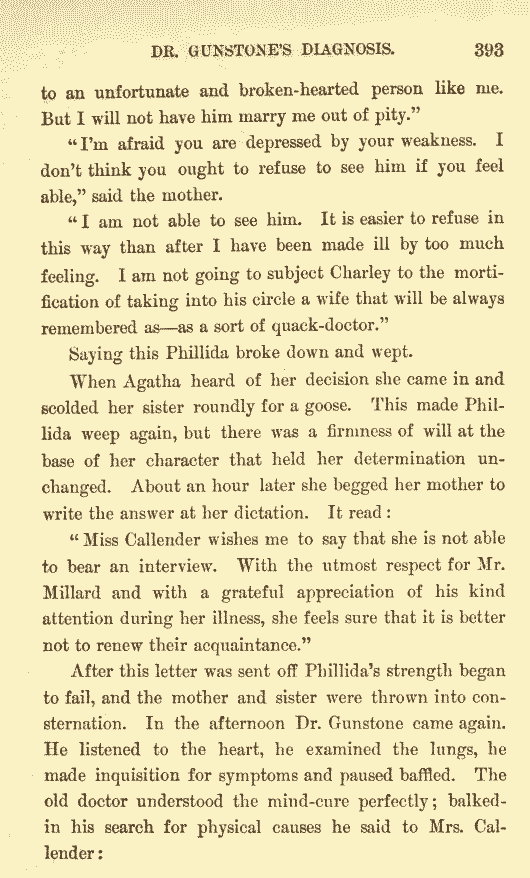 DR. GUNSTONE'S DIAGNOSIS. 393
to an unfortunate and broken-hearted person like me.
But I will not have him marry me out of pity."
"I'm afraid you are depressed by your weakness. I
don't think you ought to refuse to see him if you feel
able," said the mother.
"I am not able to see him. It is easier to refuse in
this way than after I have been made ill by too much
feeling. I am not going to subject Charley to the morti-
fication of taking into his circle a wife that will be always
remembered as—as a sort of quack-doctor."
Saying this Phillida broke down and wept.
When Agatha heard of her decision she came in and
scolded her sister roundly for a goose. This made Phil-
lida weep again, but there was a firmness of will at the
base of her character that held her determination un-
changed. About an hour later she begged her mother to
write the answer at her dictation. It read:
"Miss Callender wishes me to say that she is not able
to bear an interview. With the utmost respect for Mr.
Millard and with a grateful appreciation of his kind
attention during her illness, she feels sure that it is better
not to renew their acquaintance."
After this letter was sent off Phillida's strength began
to fail, and the mother and sister were thrown into con-
sternation. In the afternoon Dr. Gunstone came again.
He listened to the heart, he examined the lungs, he
made inquisition for symptoms and paused baffled. The
old doctor understood the mind-cure perfectly; balked-
in his search for physical causes he said to Mrs. Cal-
lender: